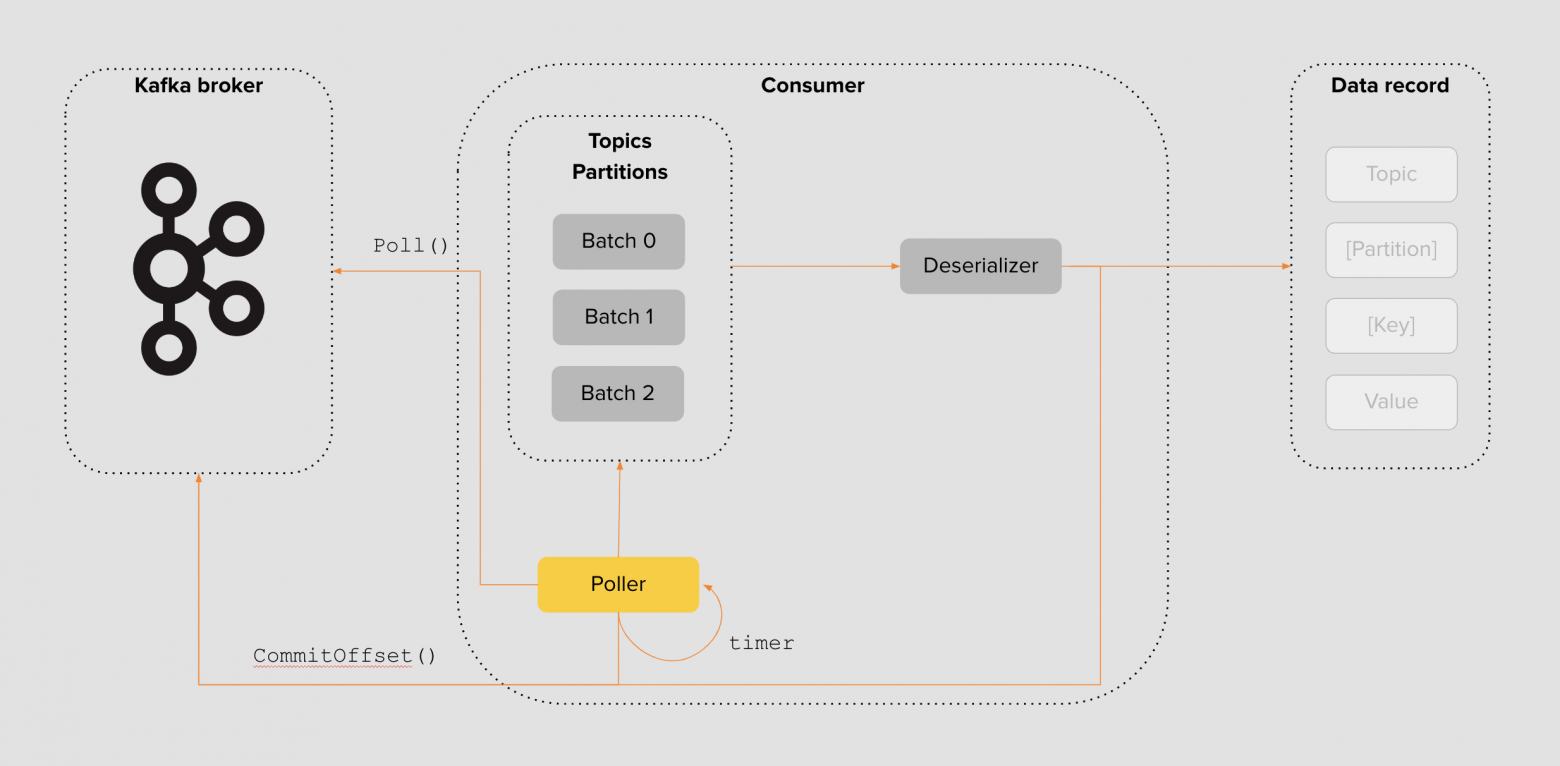 Kafka broker
Consumer
Data record
Topics
Partitions
Topic
Batch 0
Poll()
[Partition]
Deserializer
Batch 1
[Key]
Batch 2
Value
Poller
timer
CommitOffset()